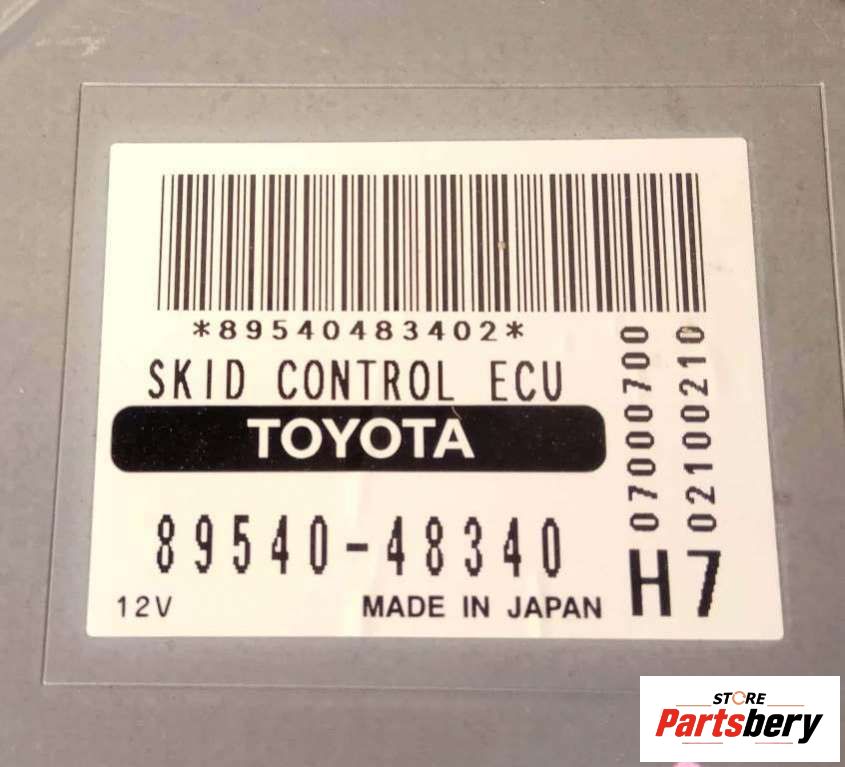 *89540483402*
SKID CONTROL ECU
TOYOTA
89540-48340
12V MADE IN JAPAN
07000700
02100210
H7
STORE
Partsbery